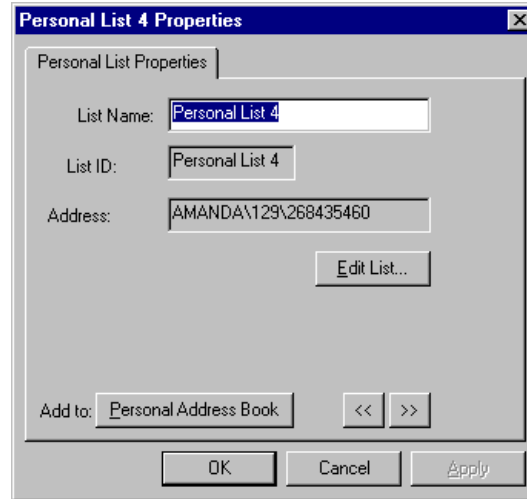 Personal List 4 Properties
Personal List Properties
List Name: Personal List 4
List ID: Personal List 4
Address: AMANDA\129\268435460
Edit List...
Add to: Personal Address Book << >>
OK Cancel Apply